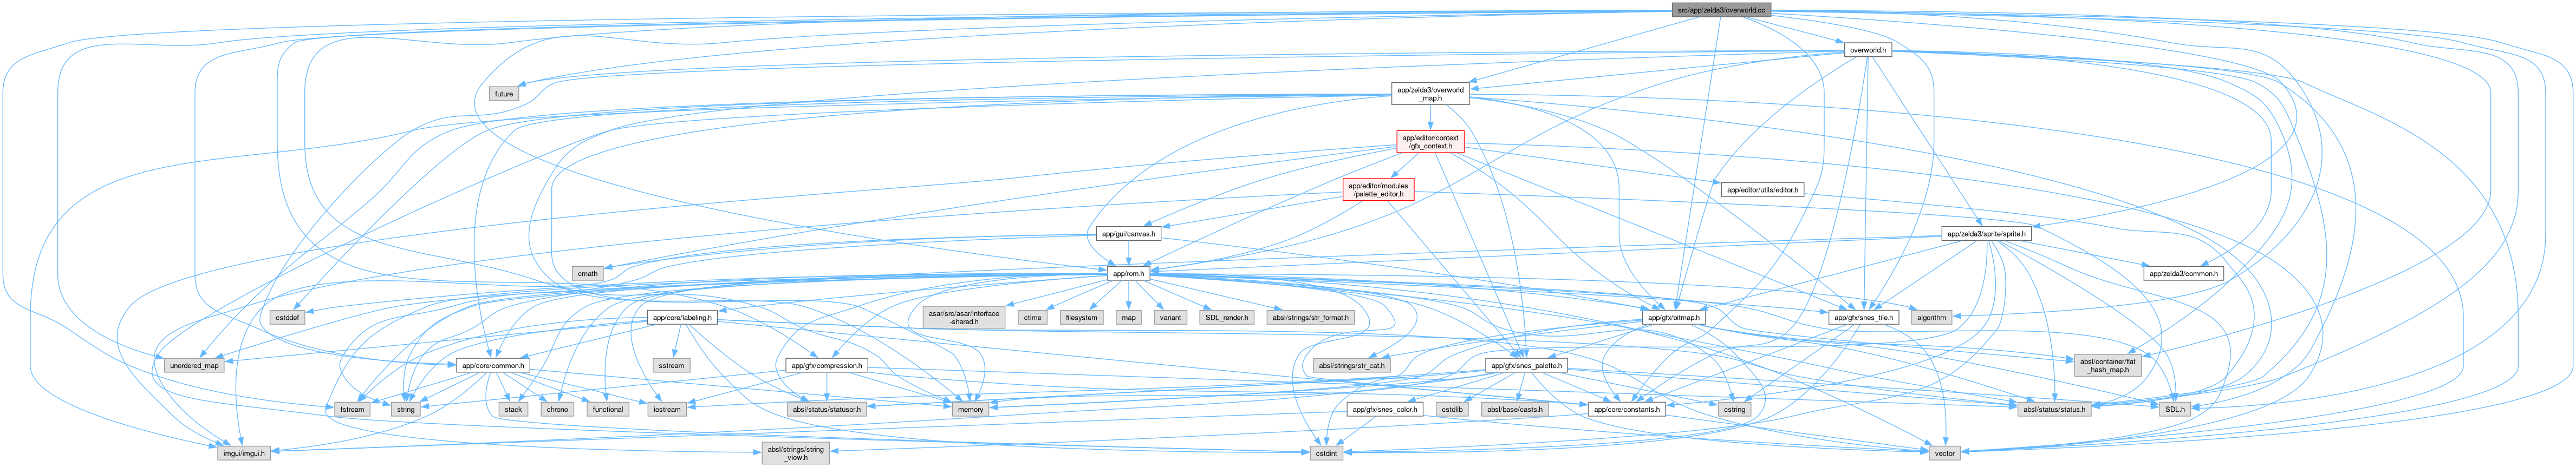 src/app/zelda3/overworld.cc
overworld.h
future
app/zelda3/overworld
_map.h
app/editor/context
/gfx_context.h
app/editor/modules
/palette_editor.h
app/editor/utils/editor.h
app/gui/canvas.h
app/zelda3/sprite/sprite.h
cmath
app/rom.h
app/zelda3/common.h
cstddef
app/core/labeling.h
asar/src/asar/interface
-shared.h
ctime
filesystem
map
variant
SDL_render.h
absl/strings/str_format.h
app/gfx/bitmap.h
app/gfx/snes_tile.h
algorithm
unordered_map
app/core/common.h
sstream
app/gfx/compression.h
absl/strings/str_cat.h
app/gfx/snes_palette.h
absl/container/flat
_hash_map.h
fstream
string
stack
chrono
functional
iostream
absl/status/statusor.h
memory
app/gfx/snes_color.h
cstdlib
absl/base/casts.h
app/core/constants.h
cstring
absl/status/status.h
SDL.h
imgui/imgui.h
absl/strings/string
_view.h
cstdint
vector